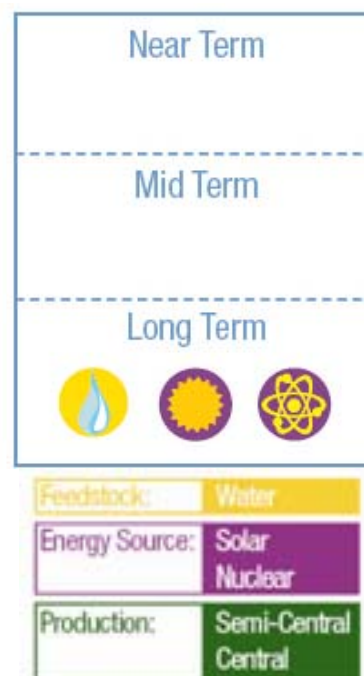 Near Term
Mid Term
Long Term
Feedstock: Water
Energy Source: Solar
Nuclear
Production: Semi-Central
Central